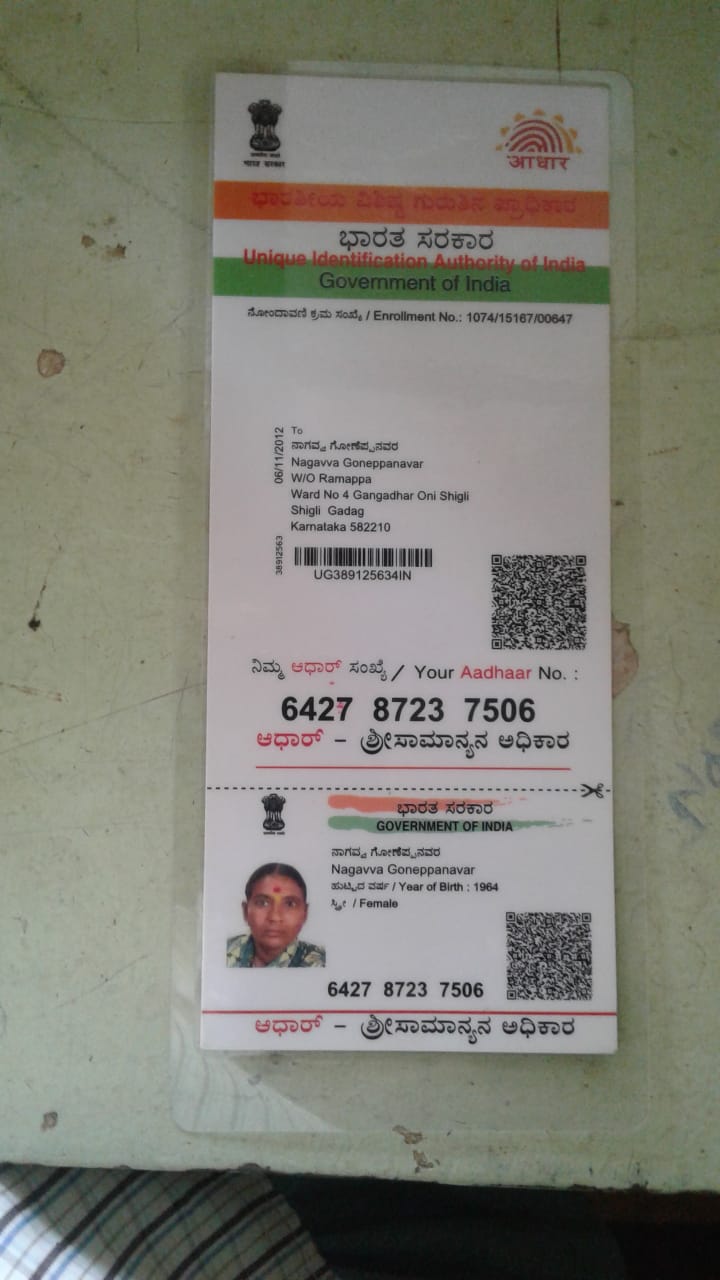 भारत सरकार
आधार
ಭಾರತೀಯ ವಿಶಿಷ್ಟ ಗುರುತಿನ ಪ್ರಾಧಿಕಾರ
ಭಾರತ ಸರಕಾರ
Unique Identification Authority of India
Government of India
ನೋಂದಾವಣಿ ಕ್ರಮ ಸಂಖ್ಯೆ / Enrollment No.: 1074/15167/00647
06/11/2012
To
ನಾಗವ್ವ ಗೋಣೆಪ್ಪನವರ
Nagavva Goneppanavar
W/O Ramappa
Ward No 4 Gangadhar Oni Shigli
Shigli Gadag
Karnataka 582210
38912563
UG389125634IN
ನಿಮ್ಮ ಆಧಾರ್ ಸಂಖ್ಯೆ / Your Aadhaar No. :
6427 8723 7506
ಆಧಾರ್ - ಶ್ರೀಸಾಮಾನ್ಯನ ಅಧಿಕಾರ
ಭಾರತ ಸರಕಾರ
GOVERNMENT OF INDIA
ನಾಗವ್ವ ಗೋಣೆಪ್ಪನವರ
Nagavva Goneppanavar
ಹುಟ್ಟಿದ ವರ್ಷ / Year of Birth : 1964
ಸ್ತ್ರೀ / Female
6427 8723 7506
ಆಧಾರ್ - ಶ್ರೀಸಾಮಾನ್ಯನ ಅಧಿಕಾರ